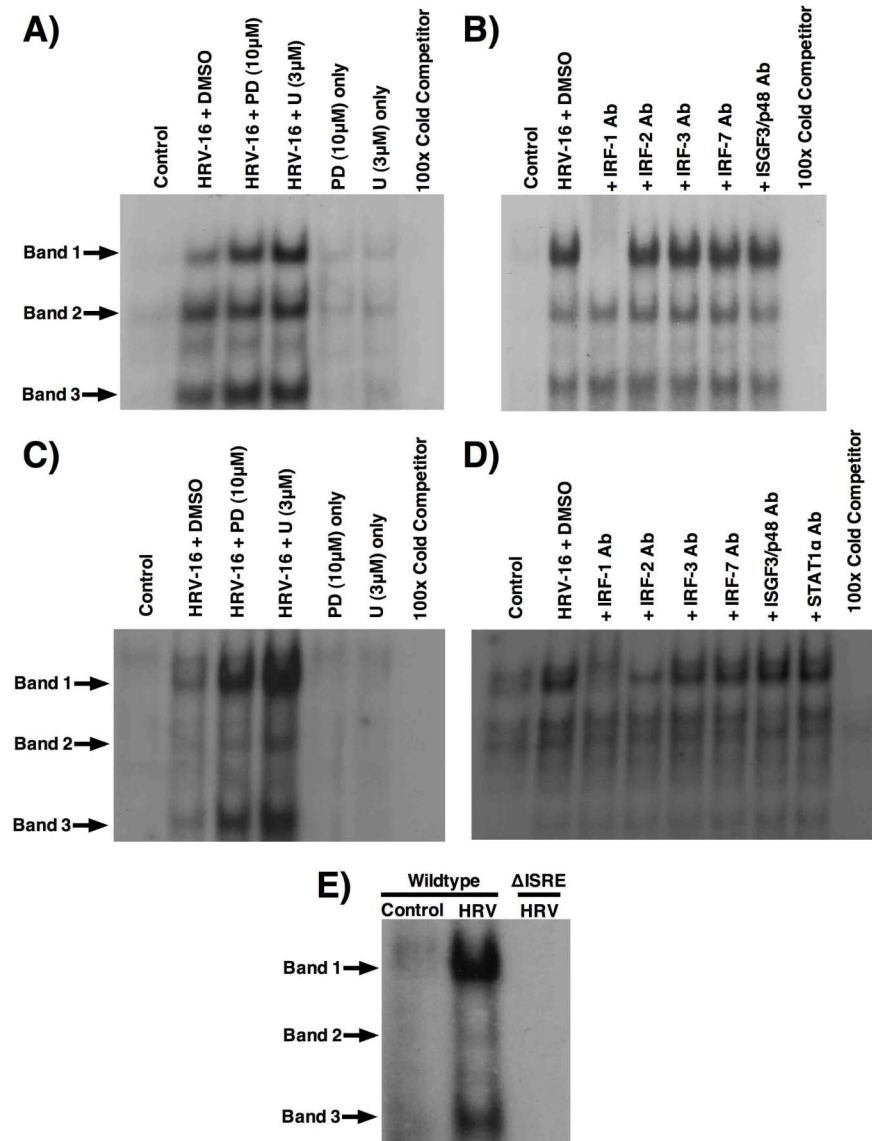 A)
Control
HRV-16 + DMSO
HRV-16 + PD (10µM)
HRV-16 + U (3µM)
PD (10µM) only
U (3µM) only
100x Cold Competitor
Band 1
Band 2
Band 3
B)
Control
HRV-16 + DMSO
+ IRF-1 Ab
+ IRF-2 Ab
+ IRF-3 Ab
+ IRF-7 Ab
+ ISGF3/p48 Ab
100x Cold Competitor
C)
Control
HRV-16 + DMSO
HRV-16 + PD (10µM)
HRV-16 + U (3µM)
PD (10µM) only
U (3µM) only
100x Cold Competitor
Band 1
Band 2
Band 3
D)
Control
HRV-16 + DMSO
+ IRF-1 Ab
+ IRF-2 Ab
+ IRF-3 Ab
+ IRF-7 Ab
+ ISGF3/p48 Ab
+ STAT1α Ab
100x Cold Competitor
E)
Wildtype ΔISRE
Control HRV HRV
Band 1
Band 2
Band 3